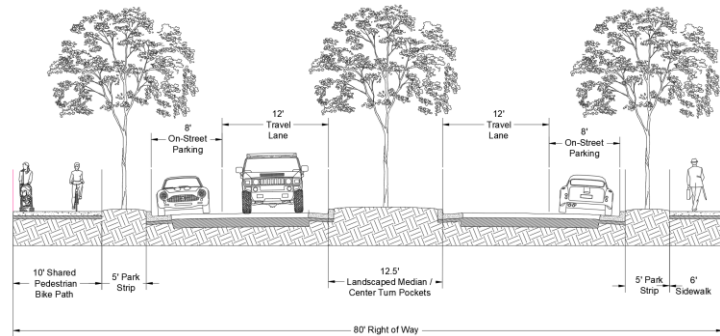 12'
Travel
Lane
8'
On-Street
Parking
12'
Travel
Lane
8'
On-Street
Parking
10' Shared
Pedestrian
Bike Path
5' Park
Strip
12.5'
Landscaped Median /
Center Turn Pockets
5' Park
Strip
6'
Sidewalk
80' Right of Way